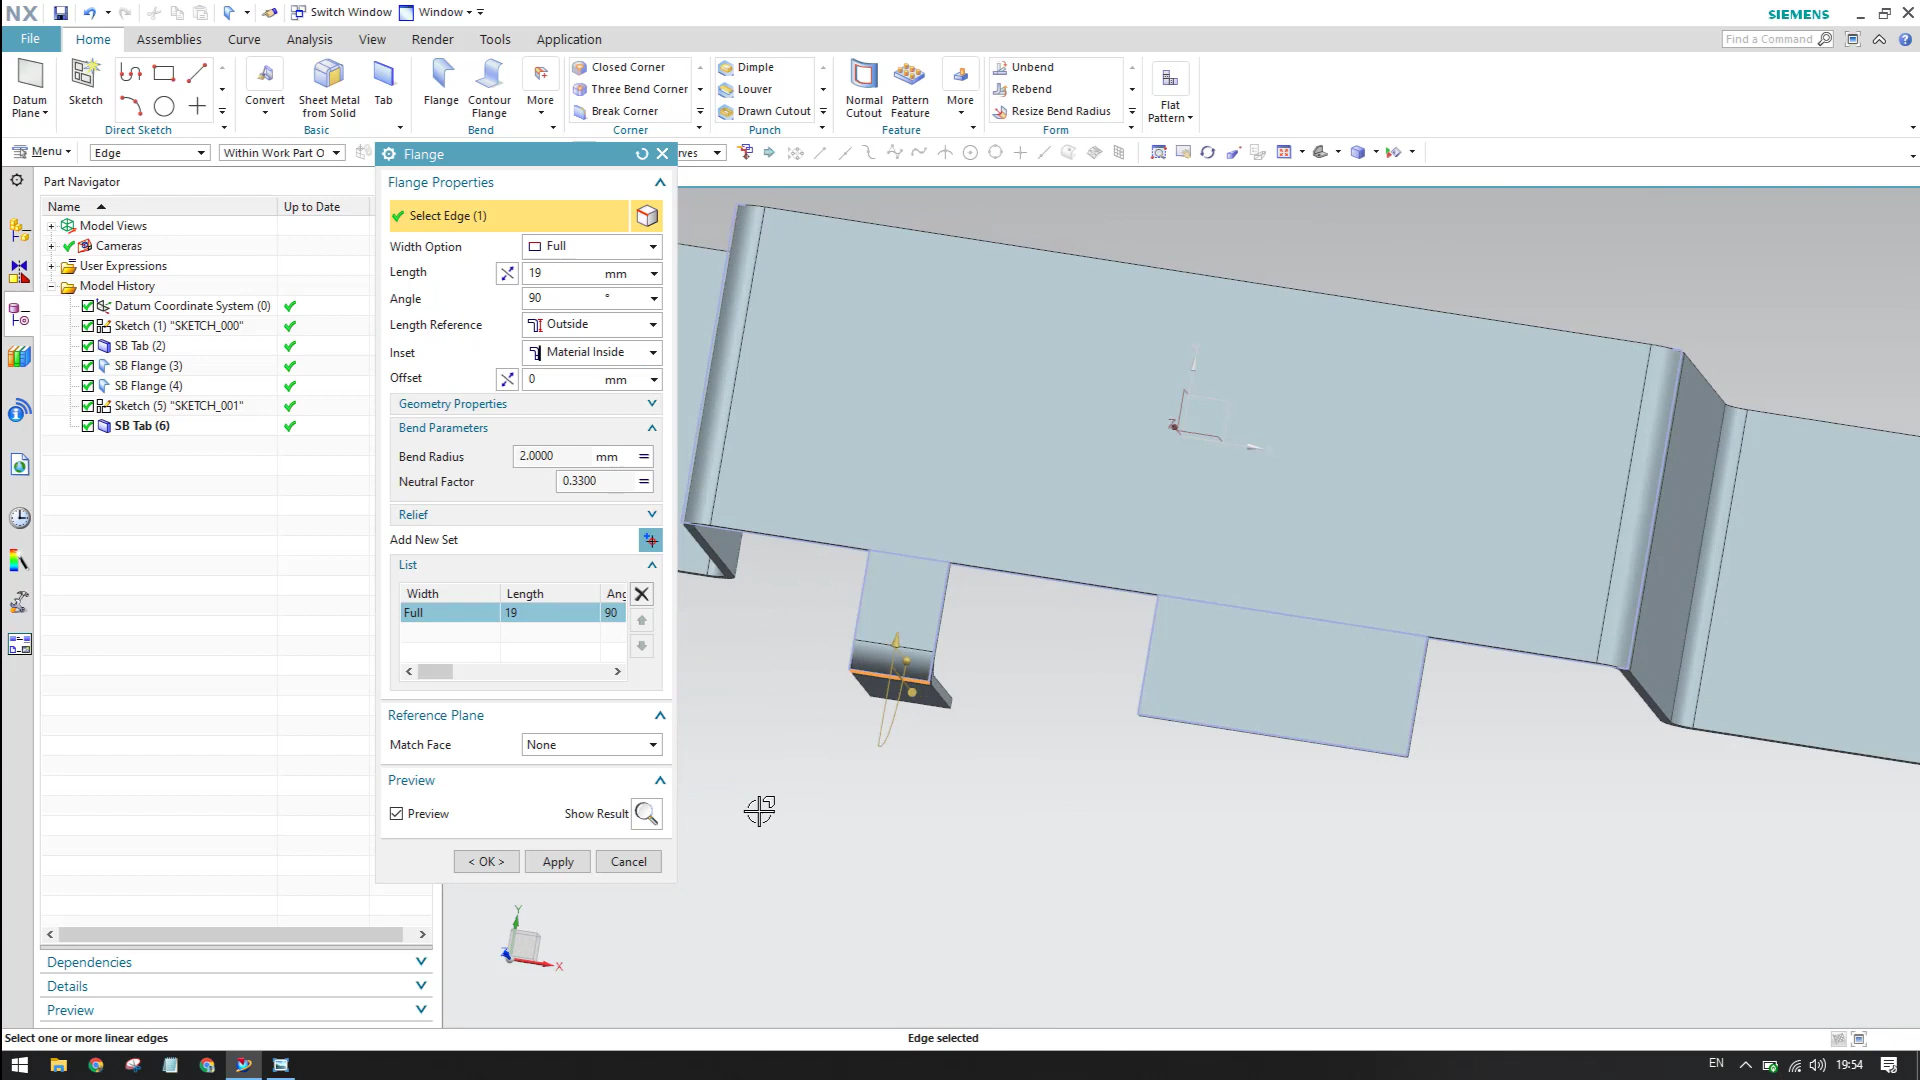 NX
Switch Window
Window
SIEMENS
File
Home
Assemblies
Curve
Analysis
View
Render
Tools
Application
Find a Command
Datum Plane
Sketch
Direct Sketch
Convert
Sheet Metal from Solid
Tab
Basic
Flange
Contour Flange
More
Bend
Closed Corner
Three Bend Corner
Break Corner
Corner
Dimple
Louver
Drawn Cutout
Punch
Normal Cutout
Pattern Feature
More
Feature
Unbend
Rebend
Resize Bend Radius
Form
Flat Pattern
Menu
Edge
Within Work Part O
rves
Part Navigator
Name
Up to Date
Model Views
Cameras
User Expressions
Model History
Datum Coordinate System (0)
Sketch (1) "SKETCH_000"
SB Tab (2)
SB Flange (3)
SB Flange (4)
Sketch (5) "SKETCH_001"
SB Tab (6)
Dependencies
Details
Preview
Flange
Flange Properties
Select Edge (1)
Width Option
Full
Length
19 mm
Angle
90 °
Length Reference
Outside
Inset
Material Inside
Offset
0 mm
Geometry Properties
Bend Parameters
Bend Radius
2.0000 mm =
Neutral Factor
0.3300 =
Relief
Add New Set
List
Width Length Ang
Full 19 90
Reference Plane
Match Face
None
Preview
Preview
Show Result
< OK >
Apply
Cancel
Y
X
Select one or more linear edges
Edge selected
EN
19:54